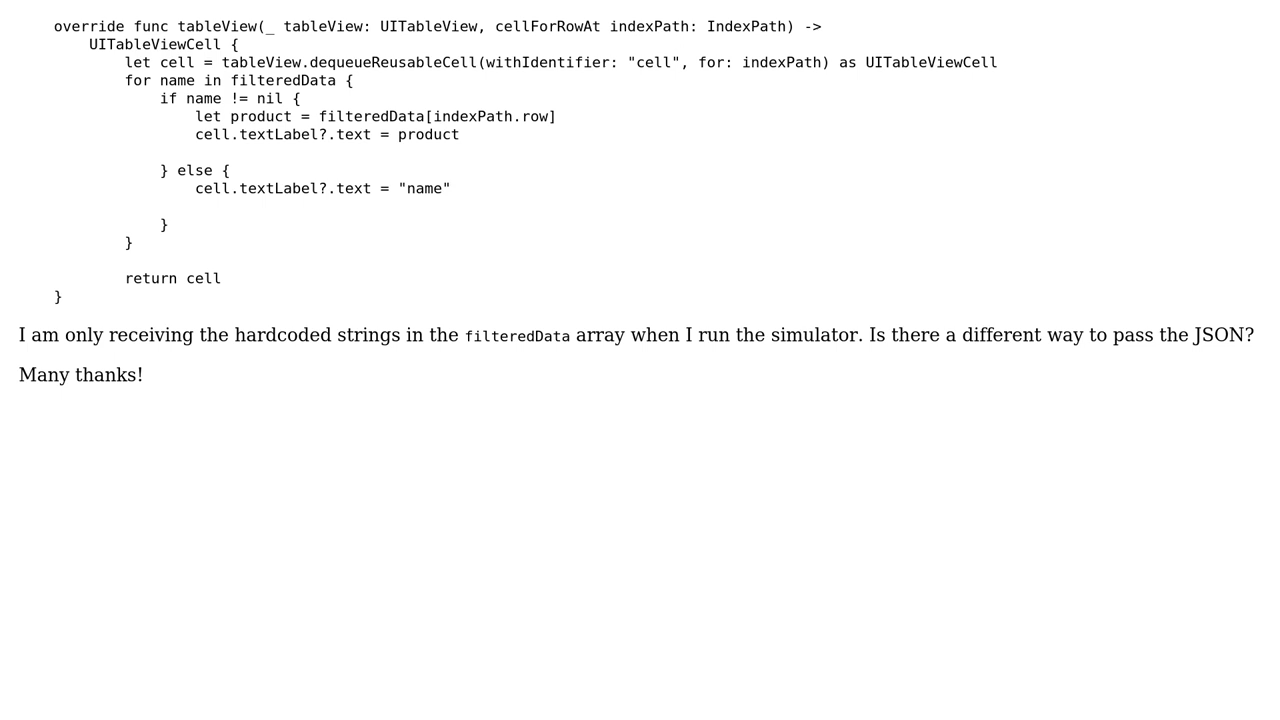 override func tableView(_ tableView: UITableView, cellForRowAt indexPath: IndexPath) ->
    UITableViewCell {
        let cell = tableView.dequeueReusableCell(withIdentifier: "cell", for: indexPath) as UITableViewCell
        for name in filteredData {
            if name != nil {
                let product = filteredData[indexPath.row]
                cell.textLabel?.text = product

            } else {
                cell.textLabel?.text = "name"

            }
        }

        return cell
}
I am only receiving the hardcoded strings in the filteredData array when I run the simulator. Is there a different way to pass the JSON?
Many thanks!